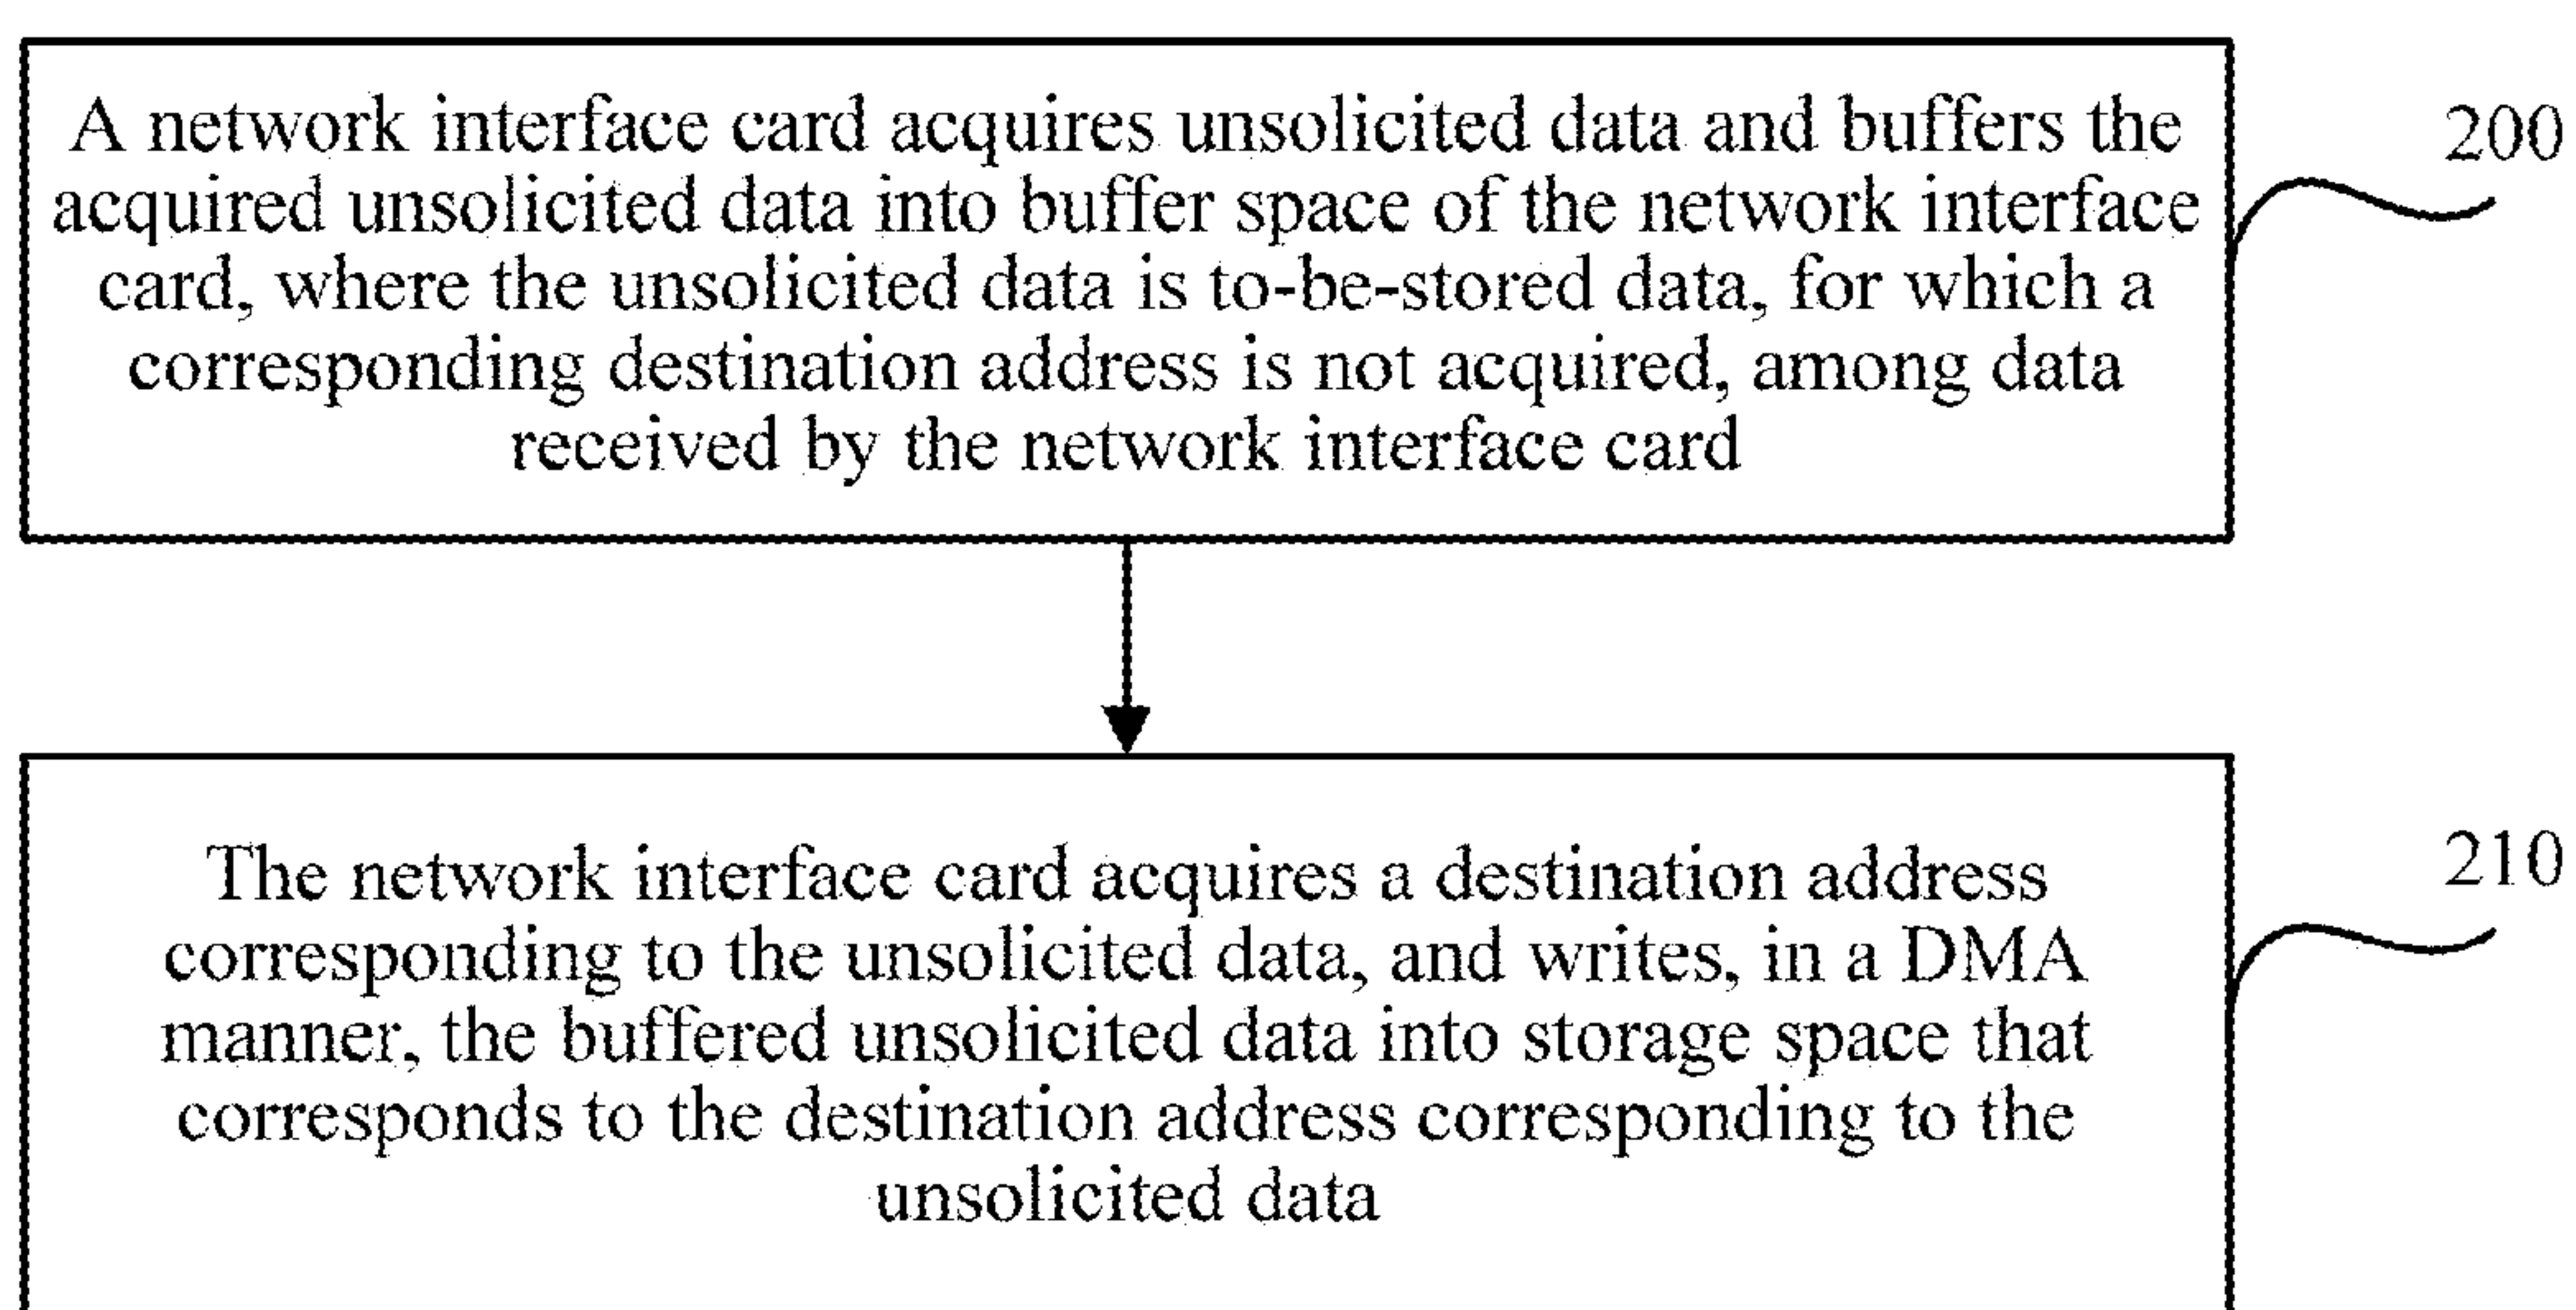 A network interface card acquires unsolicited data and buffers the
200
acquired unsolicited data into buffer space of the network interface
card, where the unsolicited data is to-be-stored data, for which a
corresponding destination address is not acquired, among data
received by the network interface card
The network interface card acquires a destination address
210
corresponding to the unsolicited data, and writes, in a DMA
manner, the buffered unsolicited data into storage space that
corresponds to the destination address corresponding to the
unsolicited data